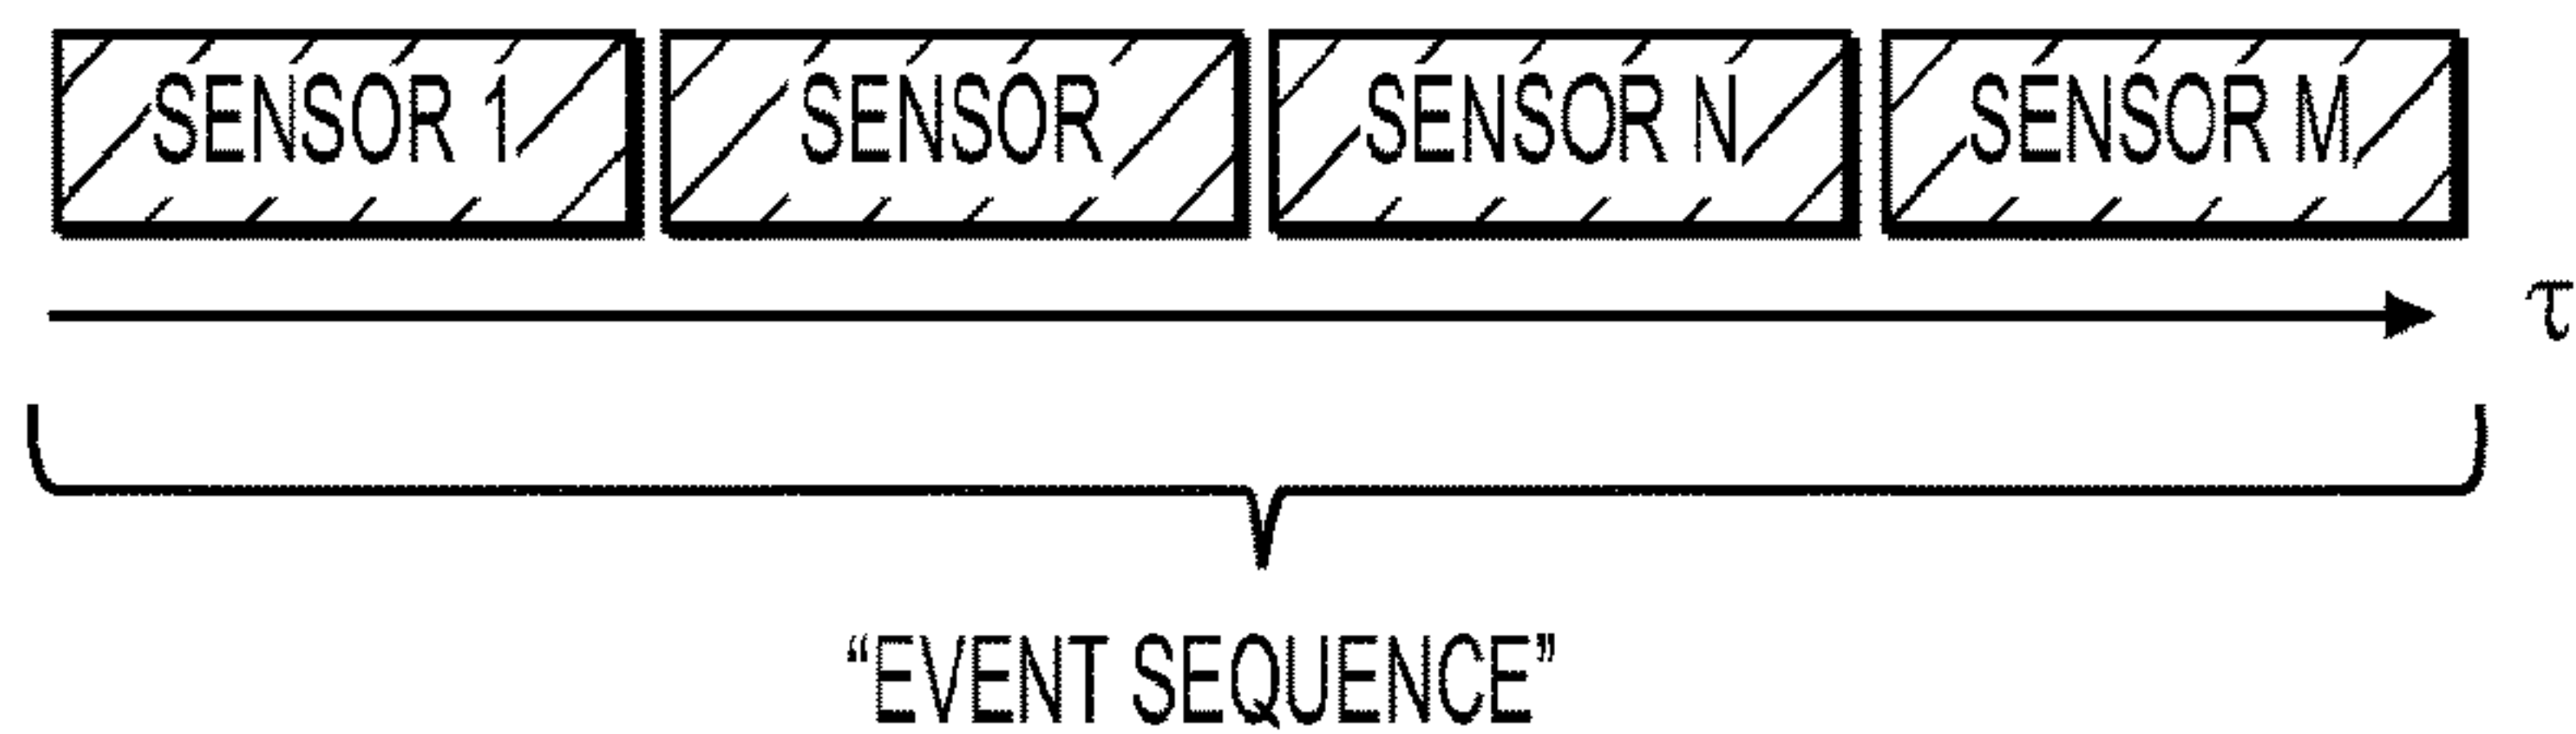 SENSOR 1 SENSOR SENSOR N SENSOR M
τ
“EVENT SEQUENCE”